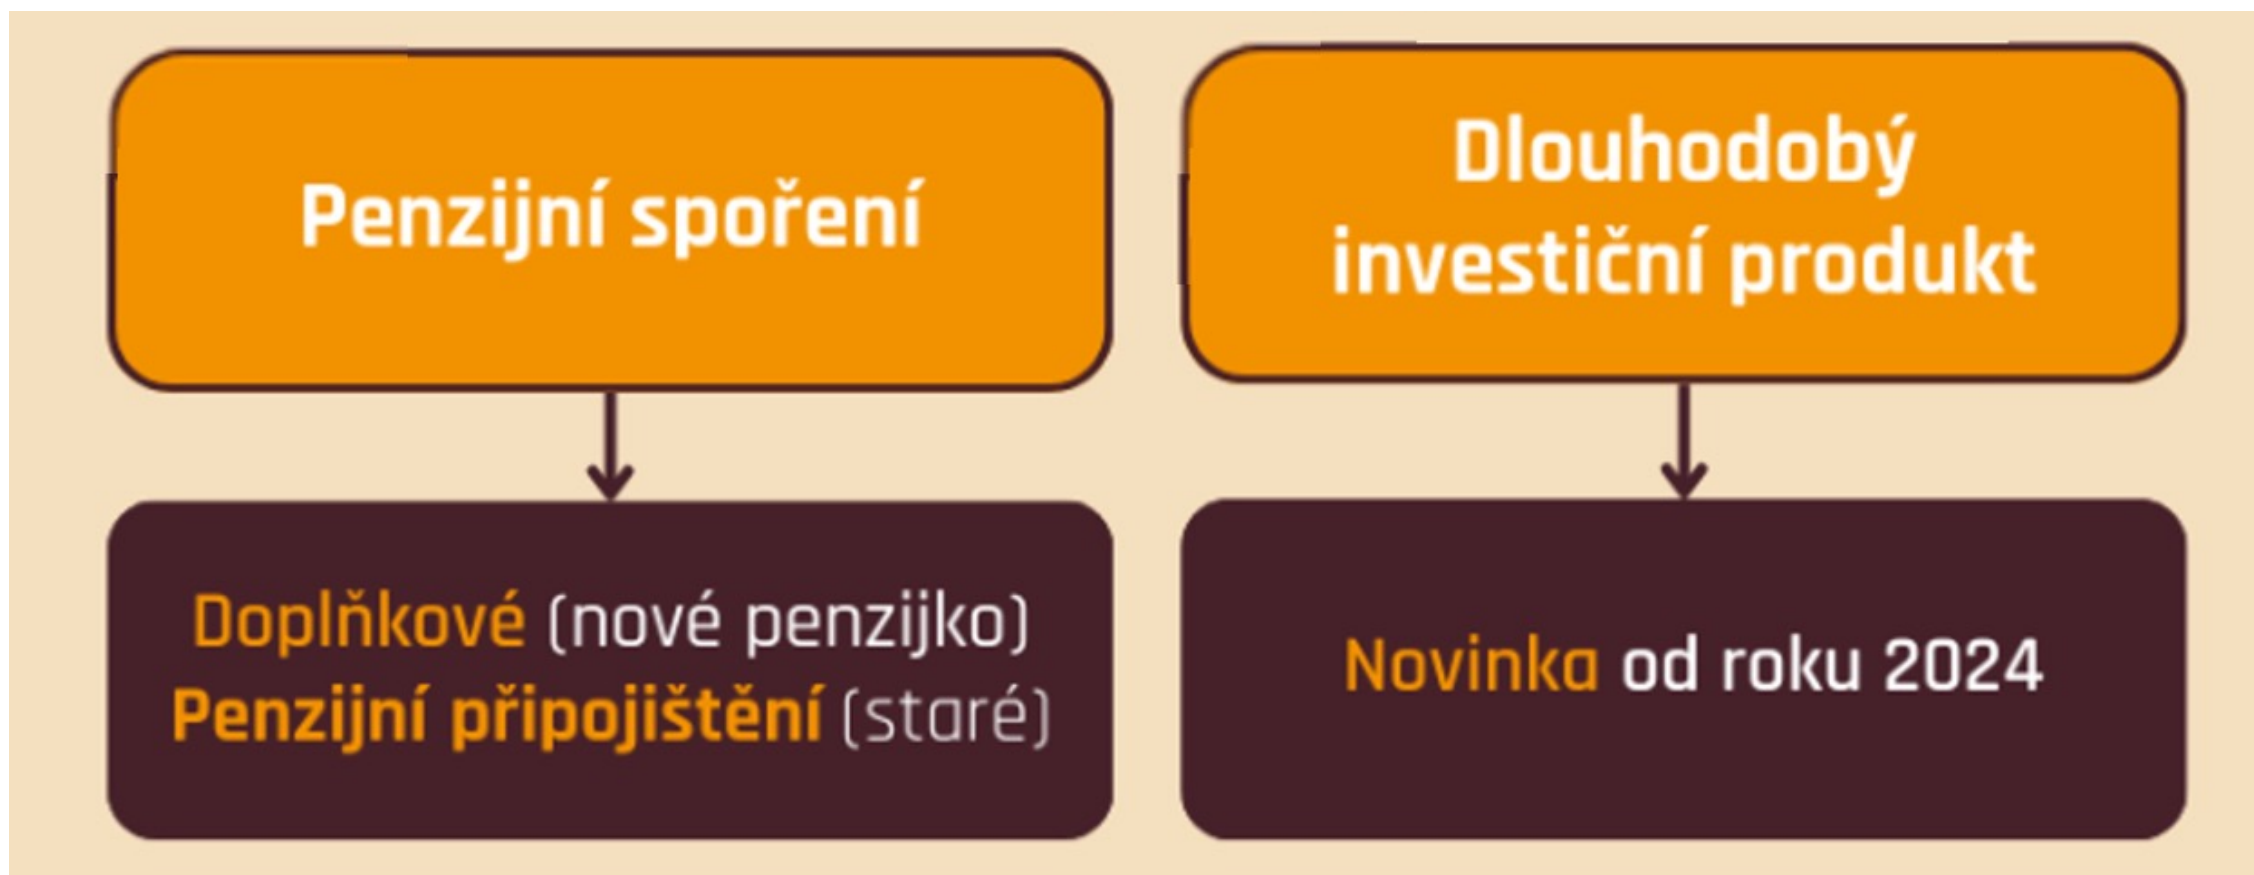 Penzijní spoření
Dlouhodobý
investiční produkt
Doplňkové (nové penzijko)
Penzijní připojištění (staré)
Novinka od roku 2024